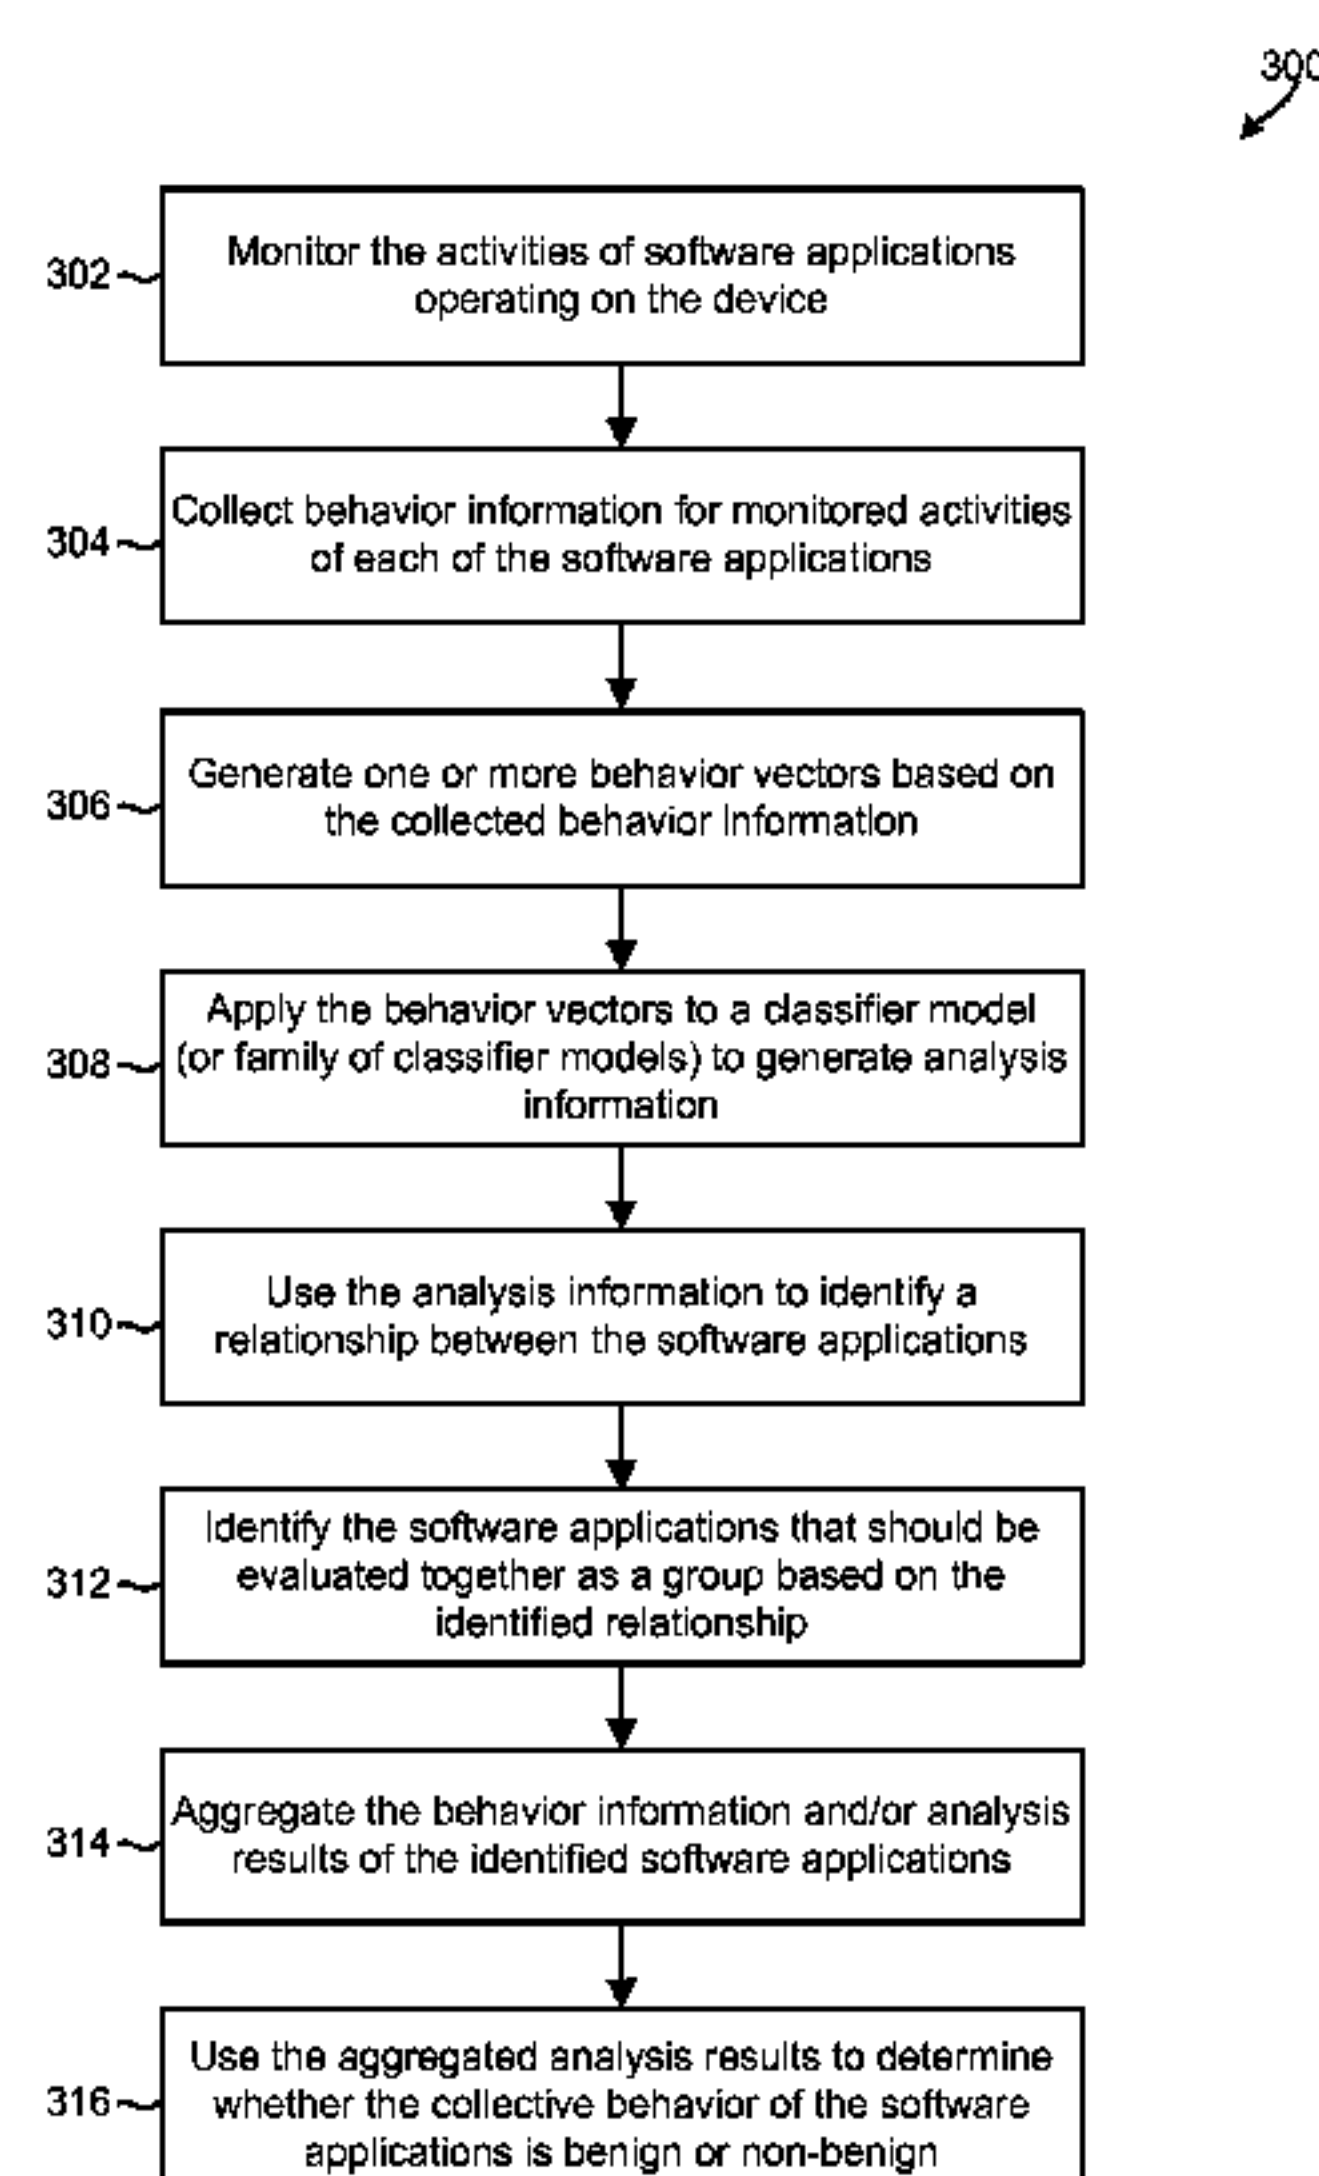 300
302
Monitor the activities of software applications
operating on the device
304
Collect behavior information for monitored activities
of each of the software applications
306
Generate one or more behavior vectors based on
the collected behavior Information
308
Apply the behavior vectors to a classifier model
(or family of classifier models) to generate analysis
information
310
Use the analysis information to identify a
relationship between the software applications
312
Identify the software applications that should be
evaluated together as a group based on the
identified relationship
314
Aggregate the behavior information and/or analysis
results of the identified software applications
316
Use the aggregated analysis results to determine
whether the collective behavior of the software
applications is benign or non-benign